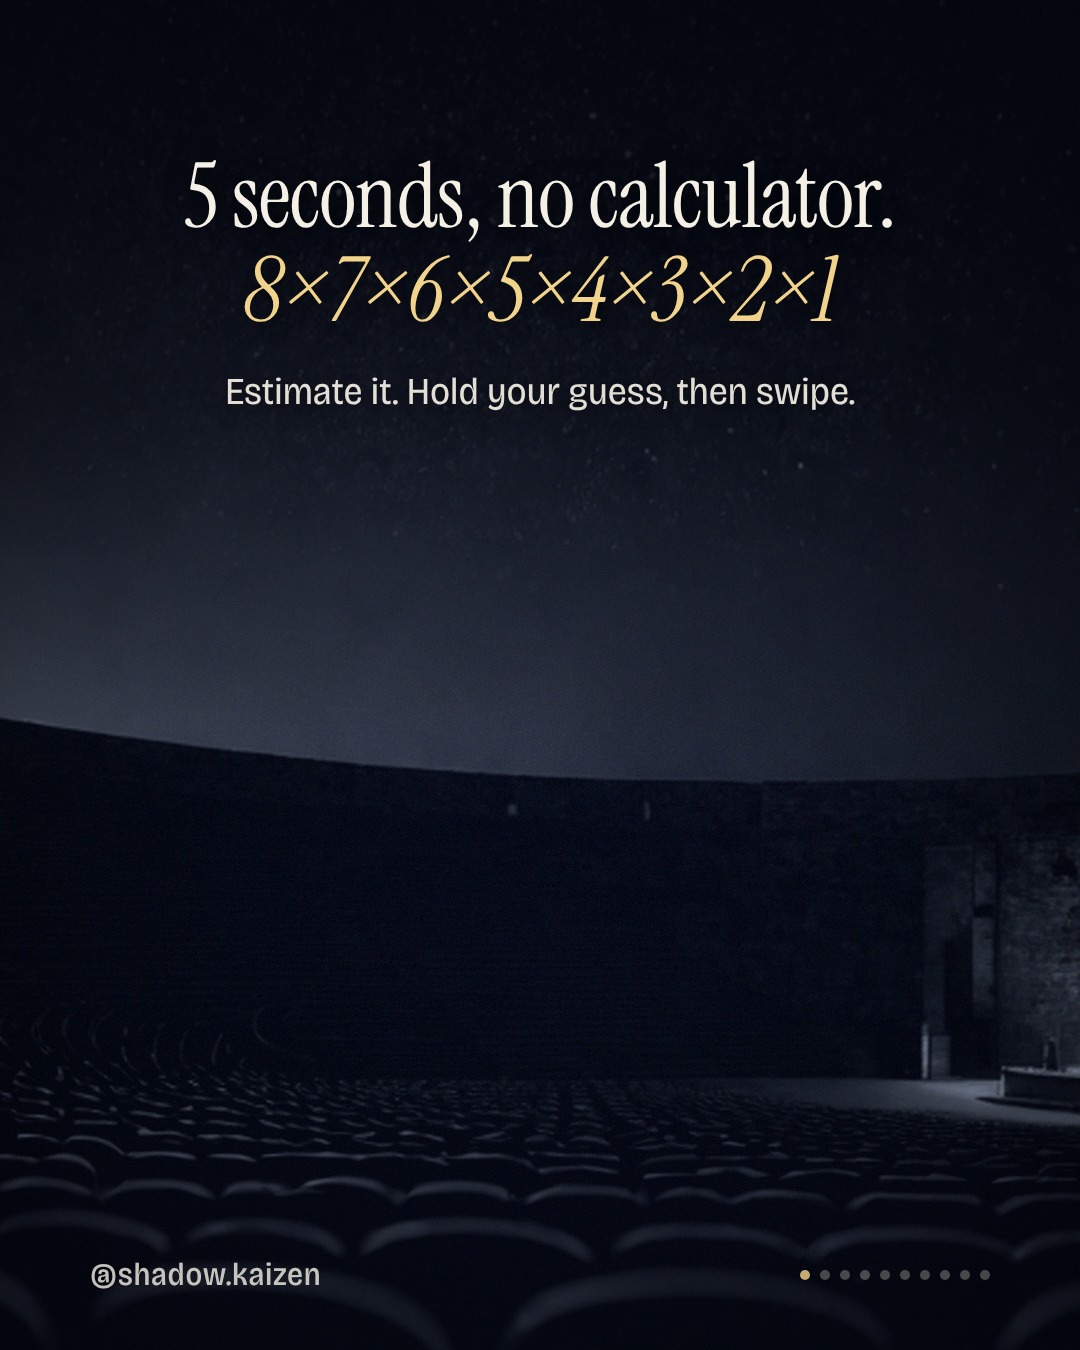 5 seconds, no calculator.
8×7×6×5×4×3×2×1
Estimate it. Hold your guess, then swipe.
@shadow.kaizen